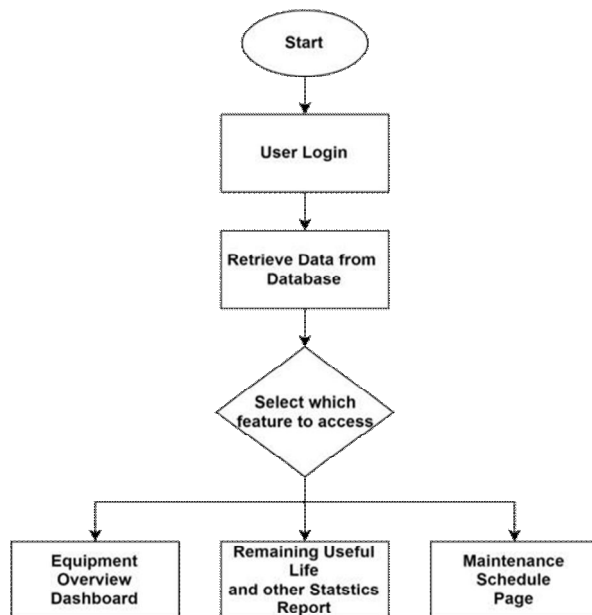 Start
User Login
Retrieve Data from
Database
Select which
feature to access
Equipment
Overview
Dashboard
Remaining Useful
Life
and other Statstics
Report
Maintenance
Schedule
Page